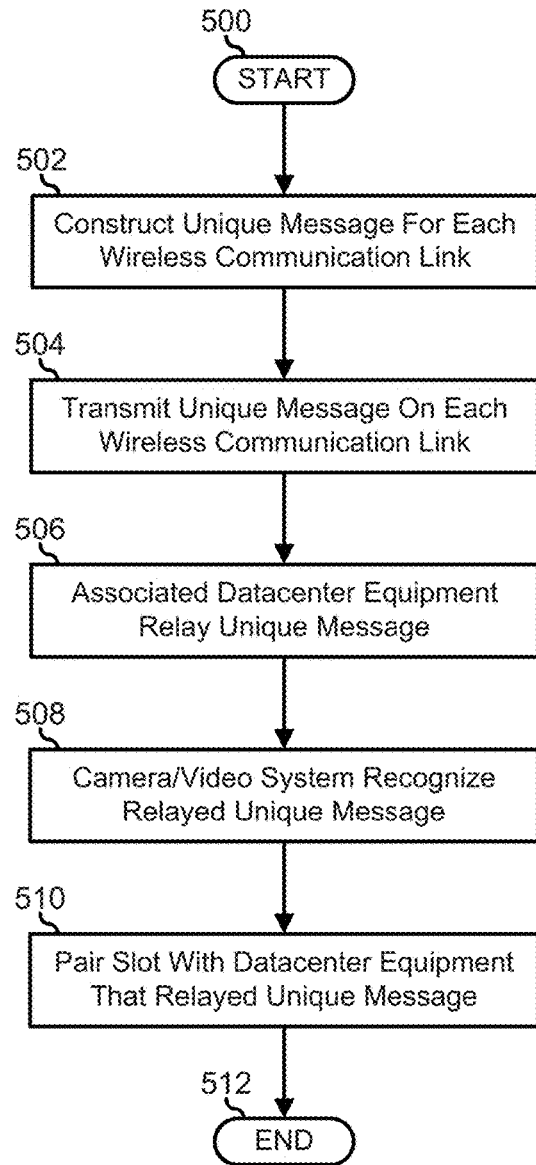 500
START
502
Construct Unique Message For Each
Wireless Communication Link
504
Transmit Unique Message On Each
Wireless Communication Link
506
Associated Datacenter Equipment
Relay Unique Message
508
Camera/Video System Recognize
Relayed Unique Message
510
Pair Slot With Datacenter Equipment
That Relayed Unique Message
512
END